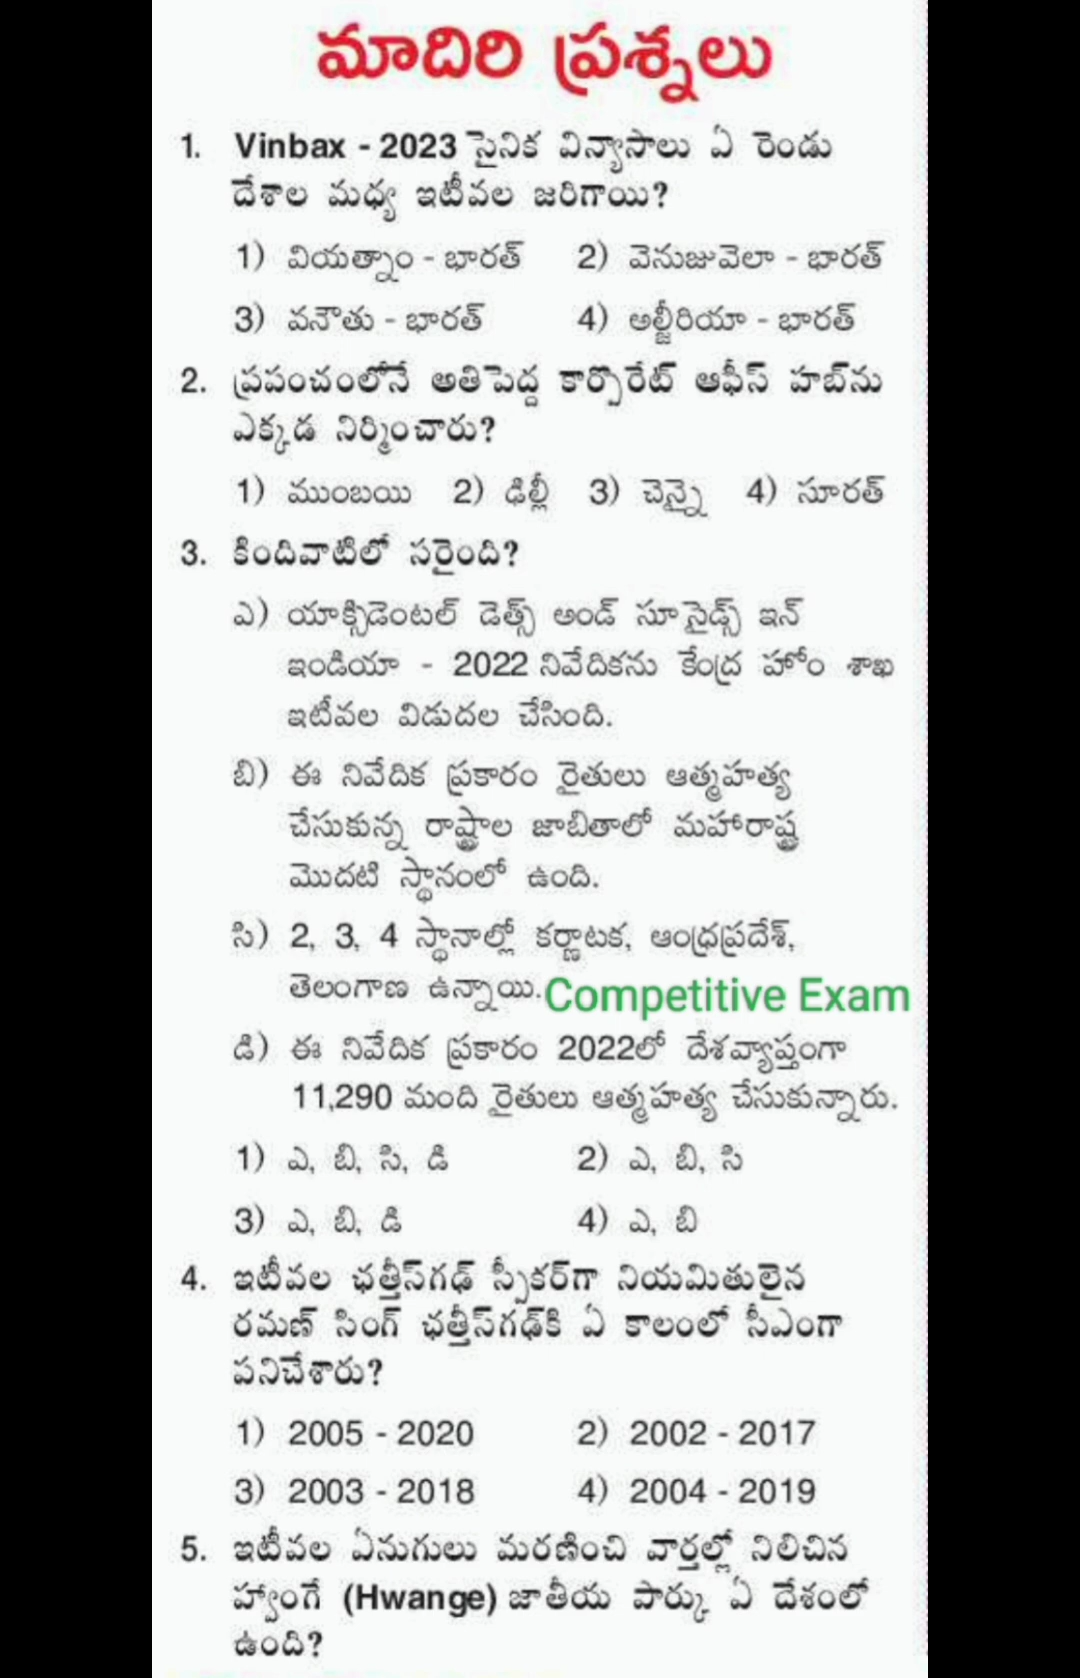 మాదిరి ప్రశ్నలు
1. Vinbax - 2023 సైనిక విన్యాసాలు ఏ రెండు
దేశాల మధ్య ఇటీవల జరిగాయి?
1) వియత్నాం - భారత్ 2) వెనుజువెలా - భారత్
3) వనౌతు - భారత్ 4) అల్జీరియా - భారత్
2. ప్రపంచంలోనే అతిపెద్ద కార్పొరేట్ ఆఫీస్ హబ్‌ను
ఎక్కడ నిర్మించారు?
1) ముంబయి 2) ఢిల్లీ 3) చెన్నై 4) సూరత్
3. కిందివాటిలో సరైంది?
ఎ) యాక్సిడెంటల్ డెత్స్ అండ్ సూసైడ్స్ ఇన్
ఇండియా - 2022 నివేదికను కేంద్ర హోం శాఖ
ఇటీవల విడుదల చేసింది.
బి) ఈ నివేదిక ప్రకారం రైతులు ఆత్మహత్య
చేసుకున్న రాష్ట్రాల జాబితాలో మహారాష్ట్ర
మొదటి స్థానంలో ఉంది.
సి) 2, 3, 4 స్థానాల్లో కర్ణాటక, ఆంధ్రప్రదేశ్,
తెలంగాణ ఉన్నాయి. Competitive Exam
డి) ఈ నివేదిక ప్రకారం 2022లో దేశవ్యాప్తంగా
11,290 మంది రైతులు ఆత్మహత్య చేసుకున్నారు.
1) ఎ, బి, సి, డి 2) ఎ, బి, సి
3) ఎ, బి, డి 4) ఎ, బి
4. ఇటీవల ఛత్తీస్‌గఢ్ స్పీకర్‌గా నియమితులైన
రమణ్ సింగ్ ఛత్తీస్‌గఢ్‌కి ఏ కాలంలో సీఎంగా
పనిచేశారు?
1) 2005 - 2020 2) 2002 - 2017
3) 2003 - 2018 4) 2004 - 2019
5. ఇటీవల ఏనుగులు మరణించి వార్తల్లో నిలిచిన
హ్వాంగే (Hwange) జాతీయ పార్కు ఏ దేశంలో
ఉంది?